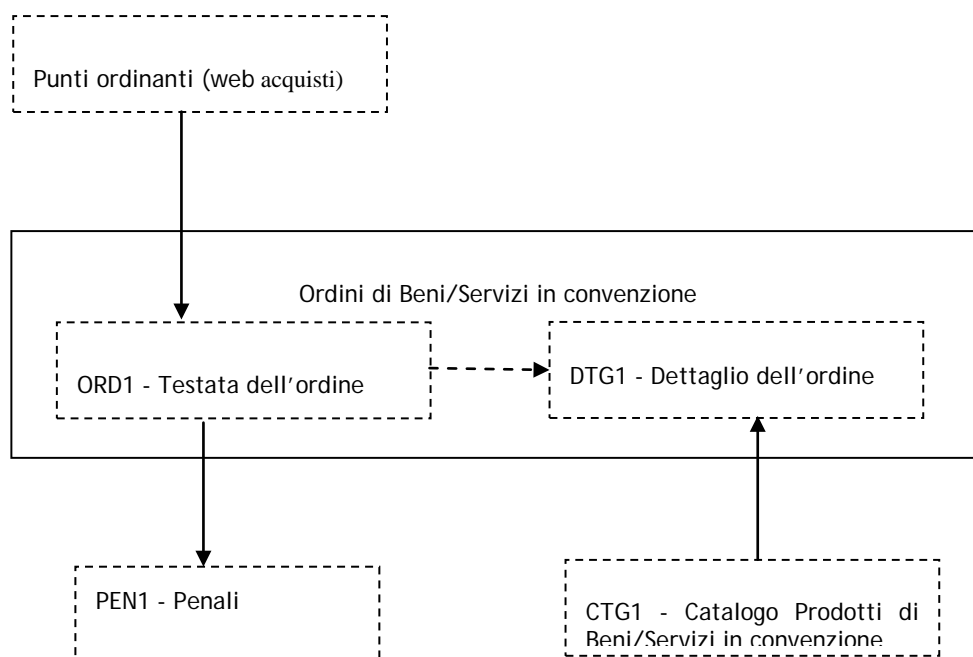 Punti ordinanti (web acquisti)
Ordini di Beni/Servizi in convenzione
ORD1 - Testata dell'ordine
DTG1 - Dettaglio dell'ordine
PEN1 - Penali
CTG1 - Catalogo Prodotti di
Beni/Servizi in convenzione